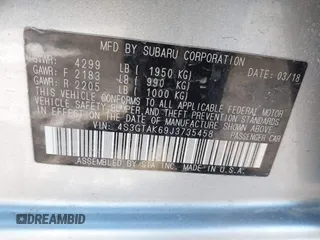 MFD BY SUBARU CORPORATION
GVWR: 4299 LB (1950 KG) DATE: 03/18
GAWR: F 2183 LB ( 990 KG)
GAWR: R 2205 LB (1000 KG)
THIS VEHICLE CONFORMS TO ALL APPLICABLE
FEDERAL MOTOR VEHICLE SAFETY, BUMPER, AND
THEFT PREVENTION STANDARDS IN EFFECT ON THE
DATE OF MANUFACTURE SHOWN ABOVE.
VIN: 4S3GTAK69J3735458
PASSENGER CAR
ASSEMBLED BY SIA, INC. MADE IN U.S.A.
DREAMBID